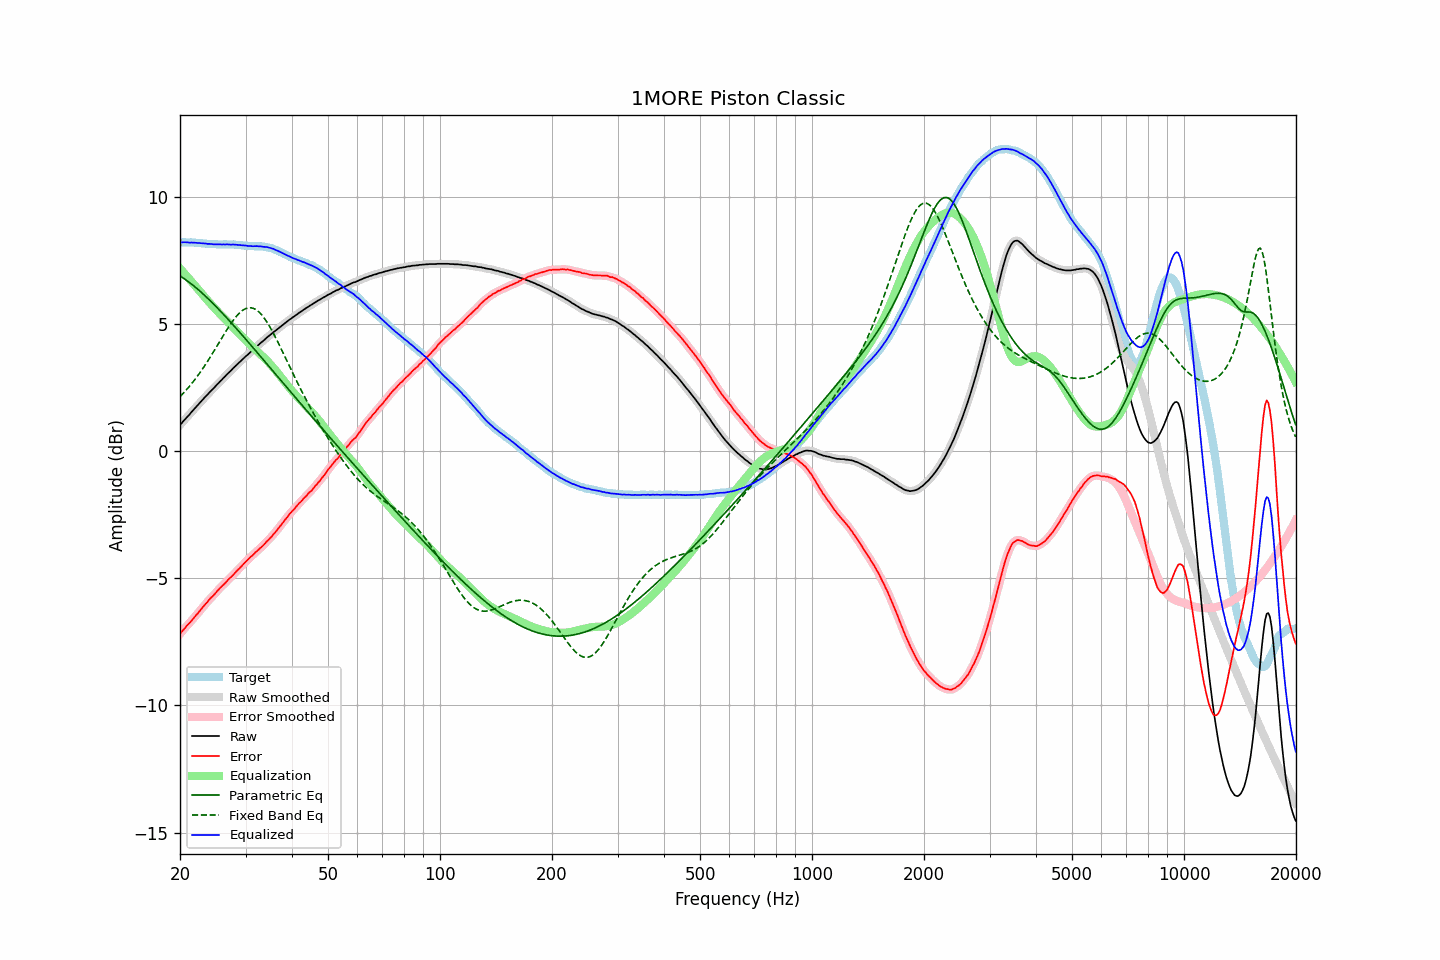 1MORE Piston Classic
Amplitude (dBr)
10
5
0
−5
−10
−15
Target
Raw Smoothed
Error Smoothed
Raw
Error
Equalization
Parametric Eq
Fixed Band Eq
Equalized
20 50 100 200 500 1000 2000 5000 10000 20000
Frequency (Hz)